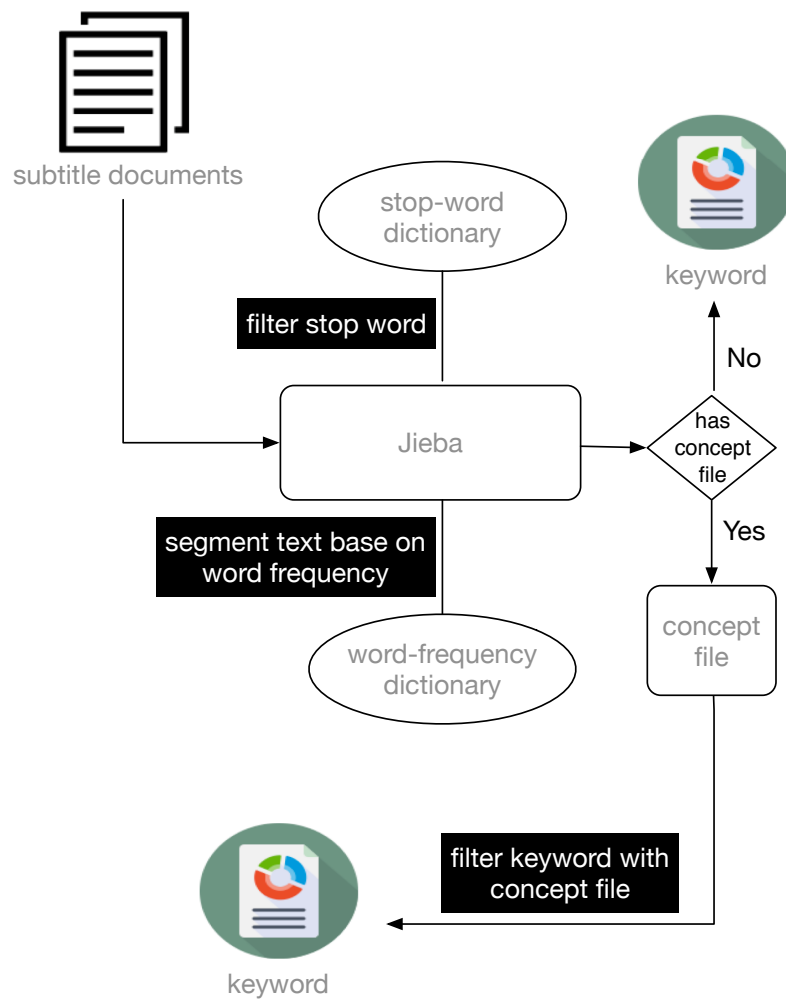 subtitle documents
stop-word
dictionary
keyword
filter stop word
No
Jieba
has
concept
file
segment text base on
word frequency
Yes
concept
file
word-frequency
dictionary
filter keyword with
concept file
keyword